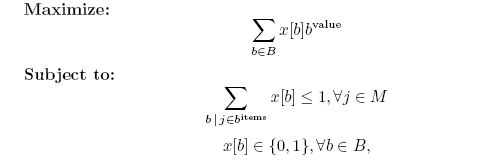 Maximize:
∑_{b∈B} x[b]b^{value}
Subject to:
∑_{b | j∈b^{items}} x[b] ≤ 1, ∀j ∈ M
x[b] ∈ {0, 1}, ∀b ∈ B,